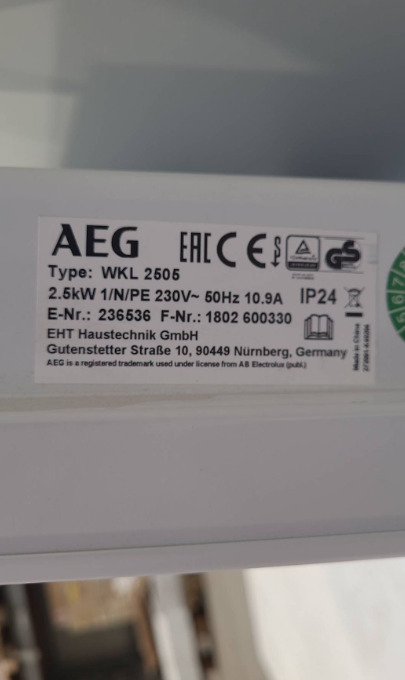 AEG EAC CE S GS
Type: WKL 2505
2.5kW 1/N/PE 230V~ 50Hz 10.9A IP24
E-Nr.: 236536 F-Nr.: 1802 600330
EHT Haustechnik GmbH
Gutenstetter Straße 10, 90449 Nürnberg, Germany
AEG is a registered trademark used under license from AB Electrolux (publ.)
Made in China